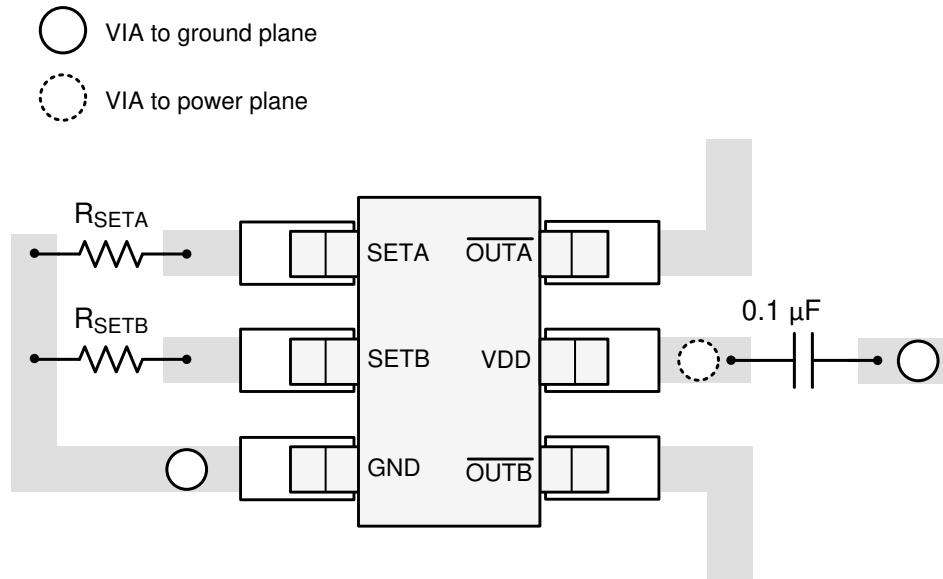 VIA to ground plane
VIA to power plane
RSETA
SETA
OUTA
RSETB
0.1 µF
SETB
VDD
GND
OUTB